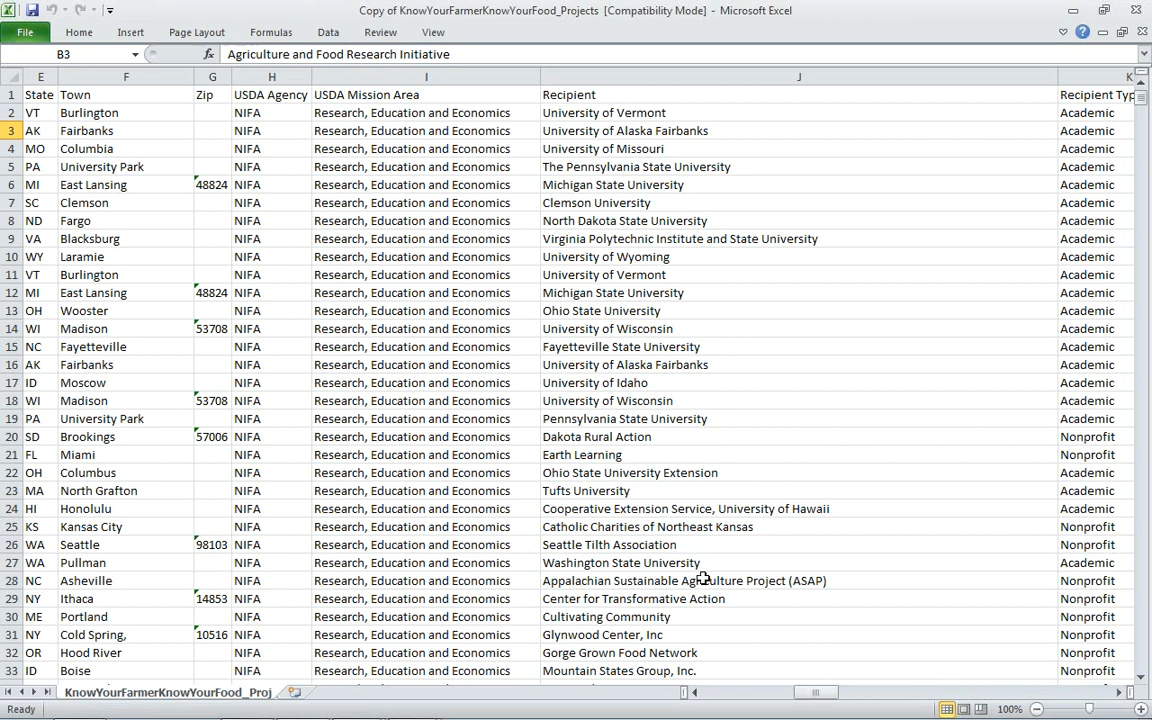 Copy of KnowYourFarmerKnowYourFood_Projects [Compatibility Mode] - Microsoft Excel
File Home Insert Page Layout Formulas Data Review View
B3 fx Agriculture and Food Research Initiative
E F G H I J K
1 State Town Zip USDA Agency USDA Mission Area Recipient Recipient Typ
2 VT Burlington NIFA Research, Education and Economics University of Vermont Academic
3 AK Fairbanks NIFA Research, Education and Economics University of Alaska Fairbanks Academic
4 MO Columbia NIFA Research, Education and Economics University of Missouri Academic
5 PA University Park NIFA Research, Education and Economics The Pennsylvania State University Academic
6 MI East Lansing 48824 NIFA Research, Education and Economics Michigan State University Academic
7 SC Clemson NIFA Research, Education and Economics Clemson University Academic
8 ND Fargo NIFA Research, Education and Economics North Dakota State University Academic
9 VA Blacksburg NIFA Research, Education and Economics Virginia Polytechnic Institute and State University Academic
10 WY Laramie NIFA Research, Education and Economics University of Wyoming Academic
11 VT Burlington NIFA Research, Education and Economics University of Vermont Academic
12 MI East Lansing 48824 NIFA Research, Education and Economics Michigan State University Academic
13 OH Wooster NIFA Research, Education and Economics Ohio State University Academic
14 WI Madison 53708 NIFA Research, Education and Economics University of Wisconsin Academic
15 NC Fayetteville NIFA Research, Education and Economics Fayetteville State University Academic
16 AK Fairbanks NIFA Research, Education and Economics University of Alaska Fairbanks Academic
17 ID Moscow NIFA Research, Education and Economics University of Idaho Academic
18 WI Madison 53708 NIFA Research, Education and Economics University of Wisconsin Academic
19 PA University Park NIFA Research, Education and Economics Pennsylvania State University Academic
20 SD Brookings 57006 NIFA Research, Education and Economics Dakota Rural Action Nonprofit
21 FL Miami NIFA Research, Education and Economics Earth Learning Nonprofit
22 OH Columbus NIFA Research, Education and Economics Ohio State University Extension Academic
23 MA North Grafton NIFA Research, Education and Economics Tufts University Academic
24 HI Honolulu NIFA Research, Education and Economics Cooperative Extension Service, University of Hawaii Academic
25 KS Kansas City NIFA Research, Education and Economics Catholic Charities of Northeast Kansas Nonprofit
26 WA Seattle 98103 NIFA Research, Education and Economics Seattle Tilth Association Nonprofit
27 WA Pullman NIFA Research, Education and Economics Washington State University Academic
28 NC Asheville NIFA Research, Education and Economics Appalachian Sustainable Agriculture Project (ASAP) Nonprofit
29 NY Ithaca 14853 NIFA Research, Education and Economics Center for Transformative Action Nonprofit
30 ME Portland NIFA Research, Education and Economics Cultivating Community Nonprofit
31 NY Cold Spring, 10516 NIFA Research, Education and Economics Glynwood Center, Inc Nonprofit
32 OR Hood River NIFA Research, Education and Economics Gorge Grown Food Network Nonprofit
33 ID Boise NIFA Research, Education and Economics Mountain States Group, Inc. Nonprofit
KnowYourFarmerKnowYourFood_Proj
Ready 100%